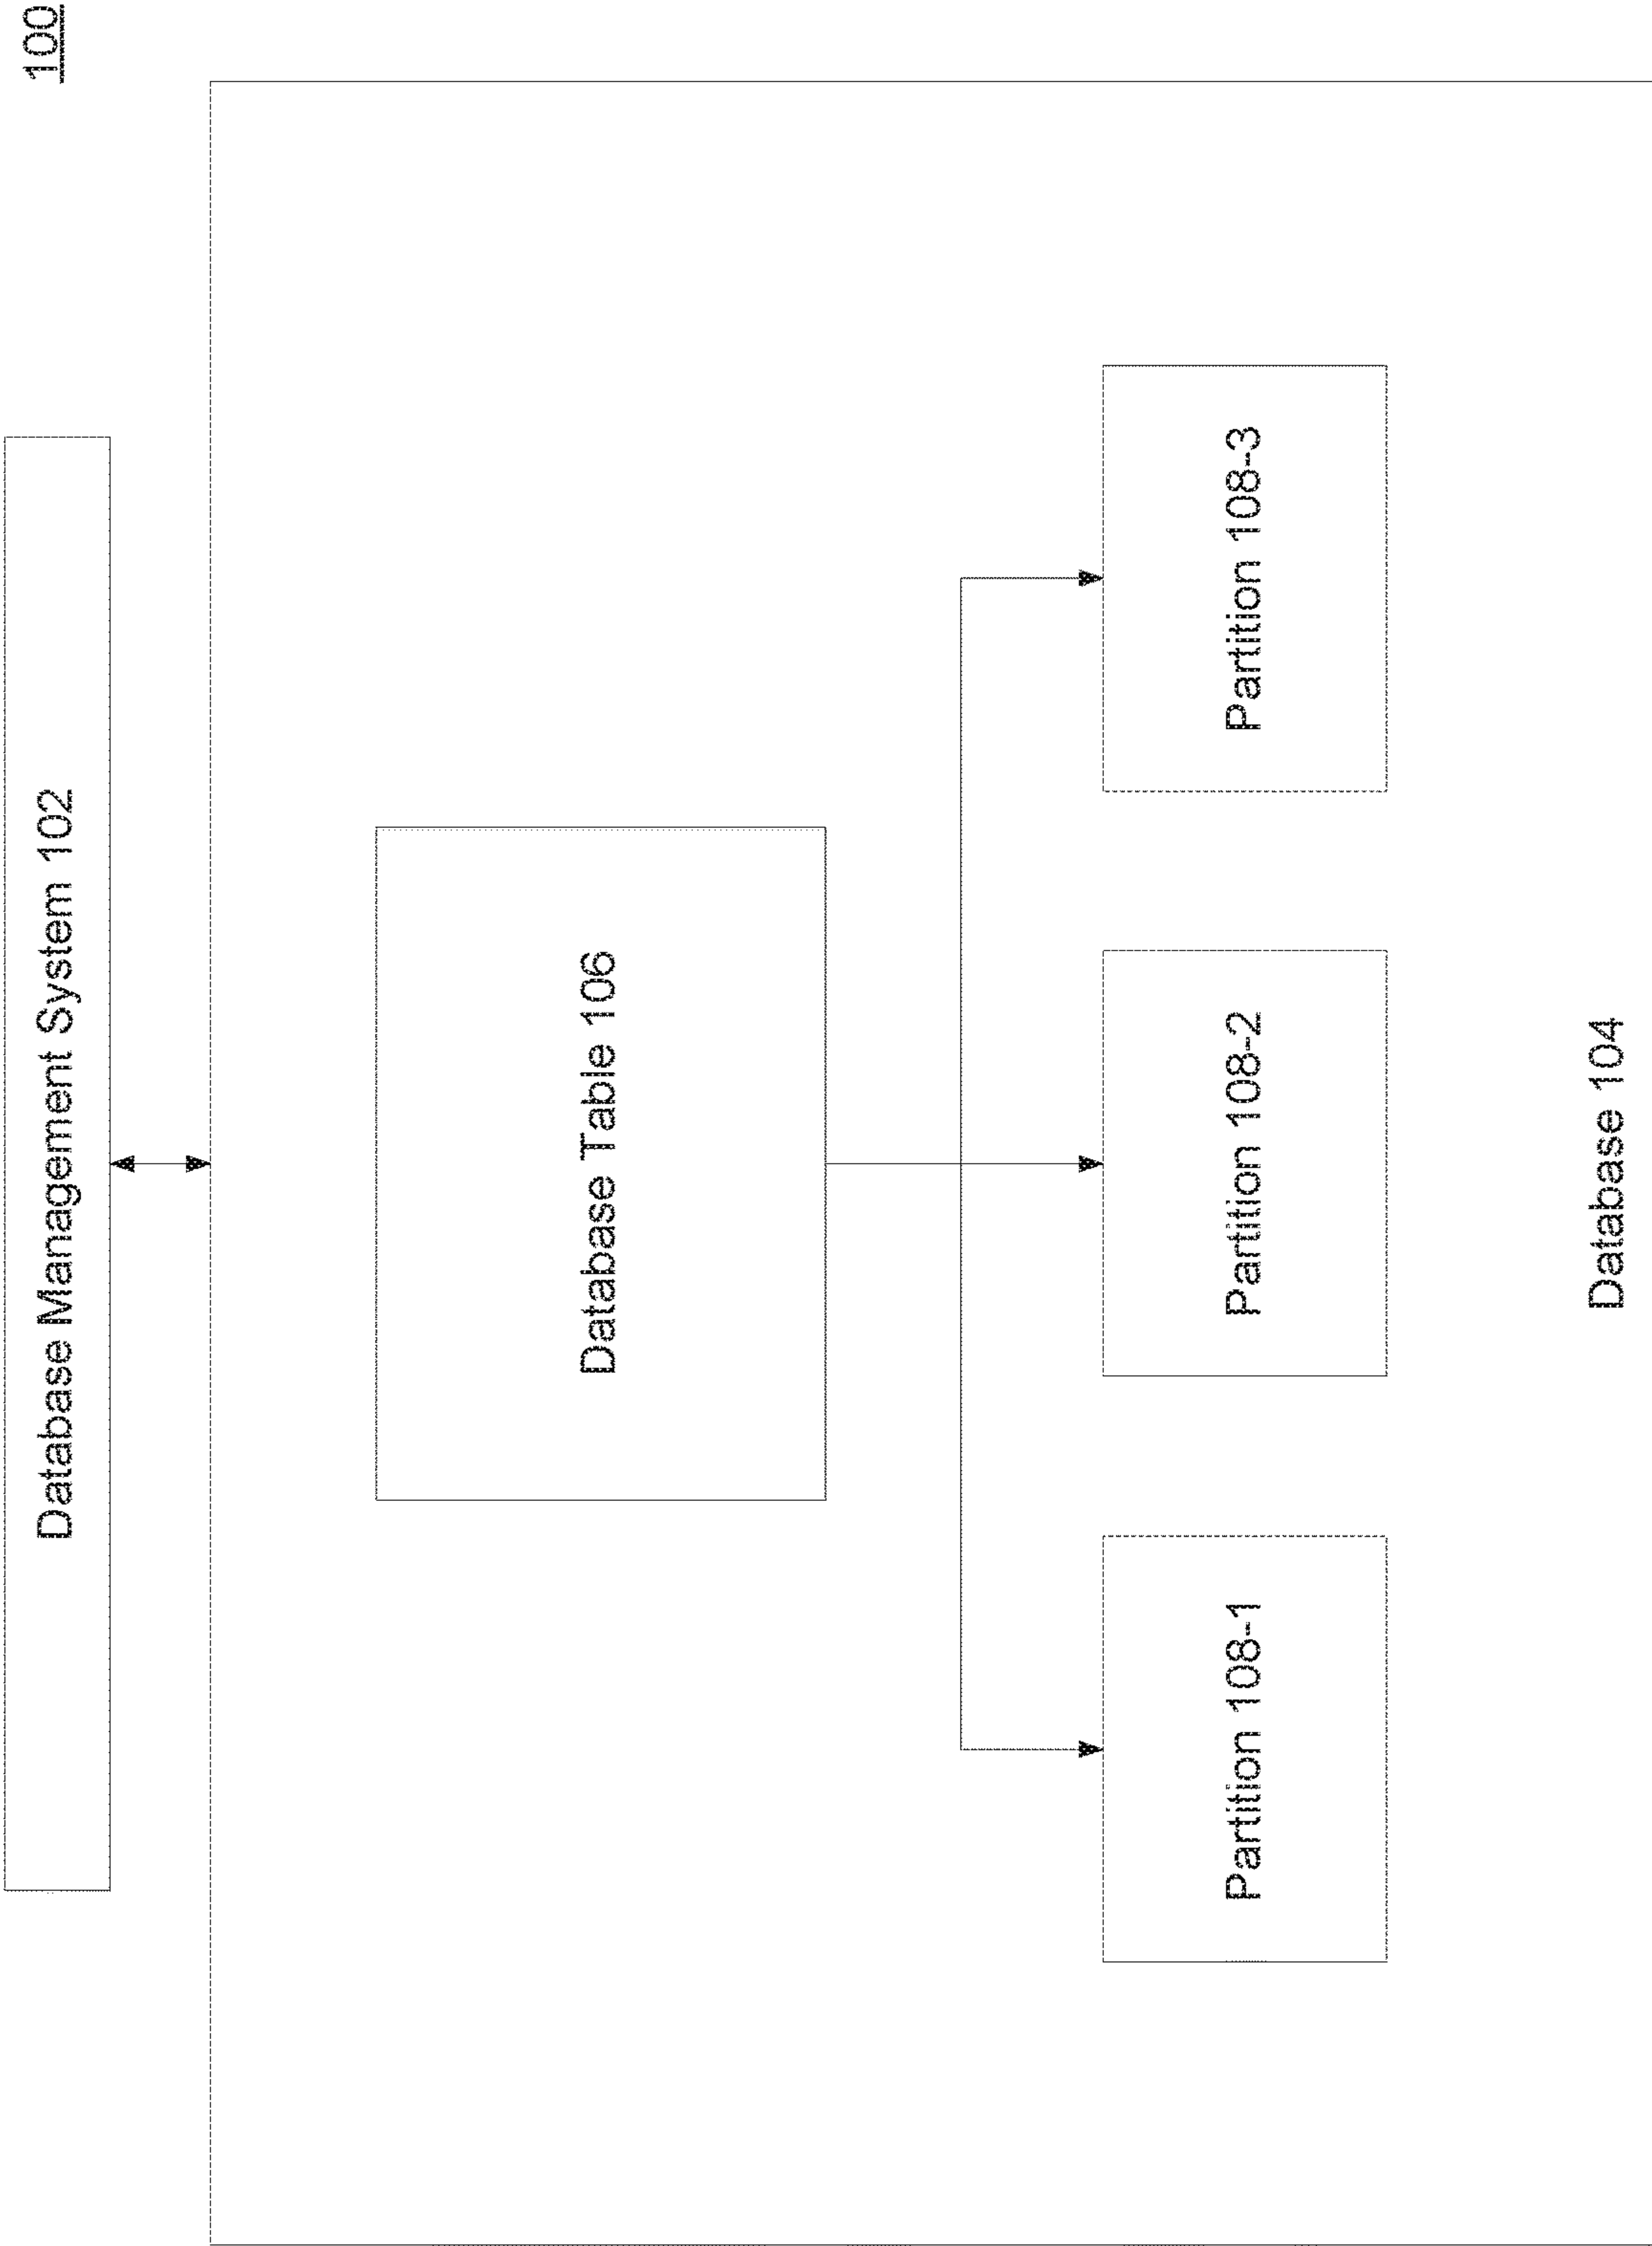 100
Database Management System 102
Database Table 106
Partition 108-1
Partition 108-2
Partition 108-3
Database 104